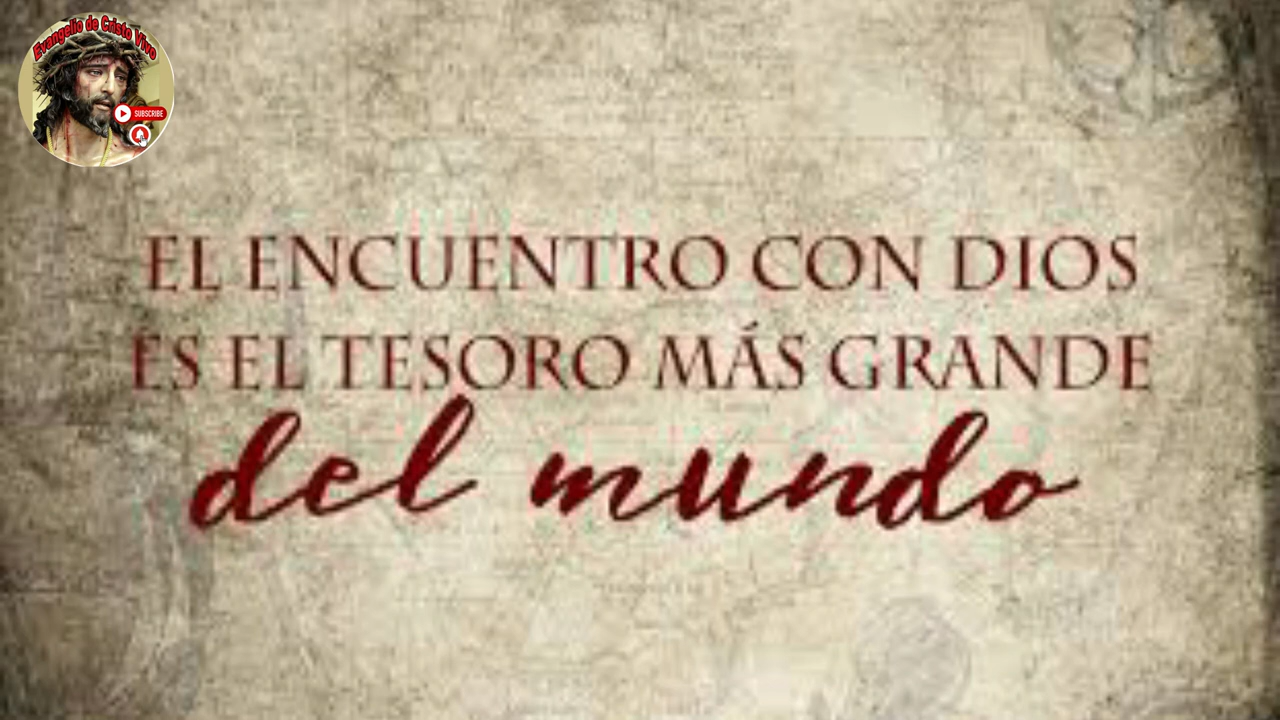 Evangelio de Cristo Vivo
SUBSCRIBE
EL ENCUENTRO CON DIOS
ES EL TESORO MÁS GRANDE
del mundo